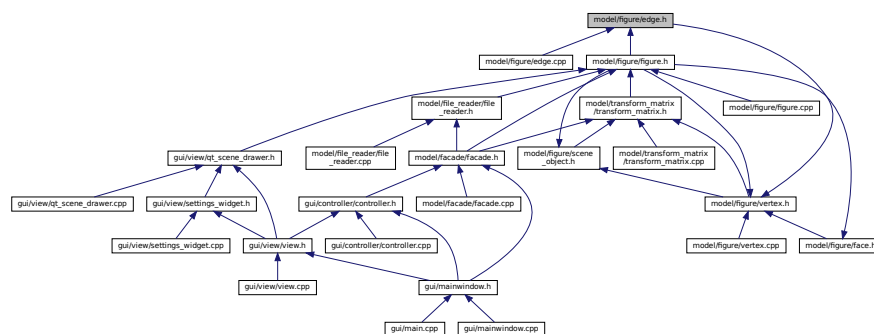 model/figure/edge.h
model/figure/edge.cpp
model/figure/figure.h
model/file_reader/file
_reader.h
model/transform_matrix
/transform_matrix.h
model/figure/figure.cpp
gui/view/qt_scene_drawer.h
model/file_reader/file
_reader.cpp
model/facade/facade.h
model/figure/scene
_object.h
model/transform_matrix
/transform_matrix.cpp
gui/view/qt_scene_drawer.cpp
gui/view/settings_widget.h
gui/controller/controller.h
model/facade/facade.cpp
model/figure/vertex.h
gui/view/settings_widget.cpp
gui/view/view.h
gui/controller/controller.cpp
model/figure/vertex.cpp
model/figure/face.h
gui/view/view.cpp
gui/mainwindow.h
gui/main.cpp
gui/mainwindow.cpp